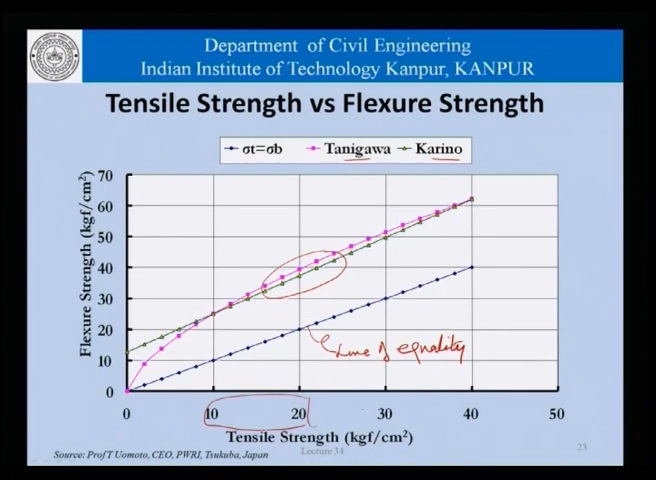 Department of Civil Engineering
Indian Institute of Technology Kanpur, KANPUR
Tensile Strength vs Flexure Strength
σt=σb Tanigawa Karino
Flexure Strength (kgf/cm²)
70
60
50
40
30
20
10
0
Line of equality
0 10 20 30 40 50
Tensile Strength (kgf/cm²)
Source: Prof T Uomoto, CEO, PWRI, Tsukuba, Japan
Lecture 34
23